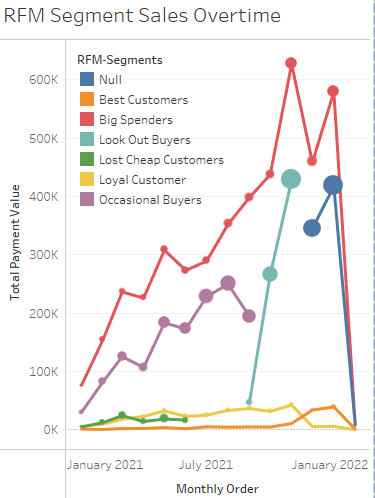 RFM Segment Sales Overtime
RFM-Segments
Null
Best Customers
Big Spenders
Look Out Buyers
Lost Cheap Customers
Loyal Customer
Occasional Buyers
600K
500K
400K
300K
200K
100K
0K
Total Payment Value
January 2021 July 2021 January 2022
Monthly Order